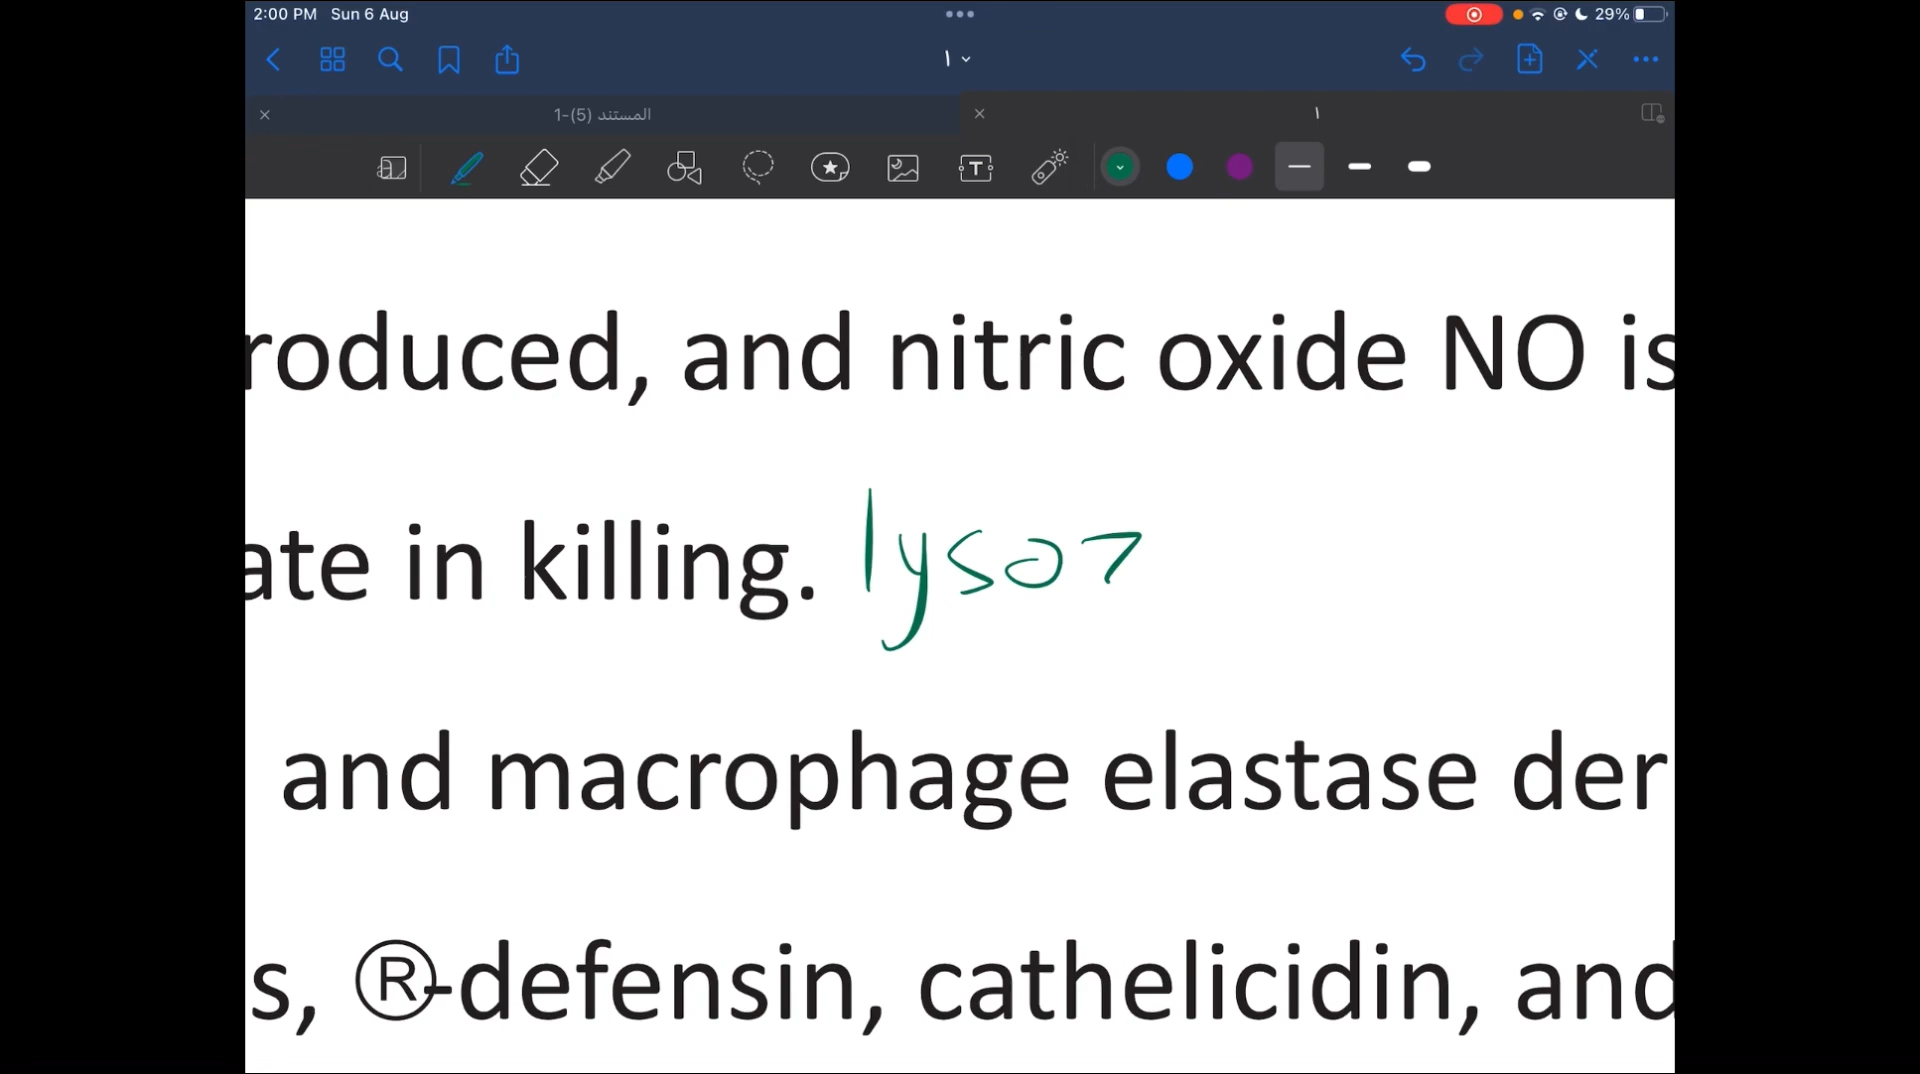 2:00 PM Sun 6 Aug
29%
١
المستند (5)-1
١
roduced, and nitric oxide NO is
ate in killing. lysoz
and macrophage elastase der
s, ®-defensin, cathelicidin, and